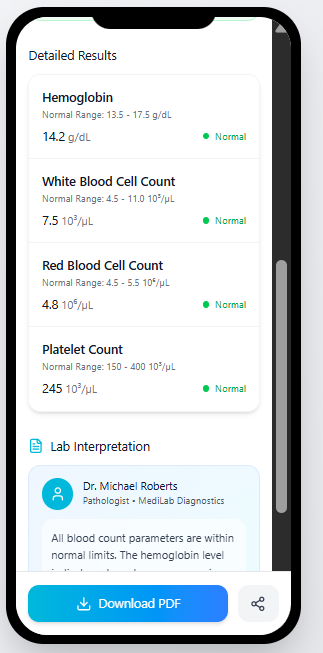 Detailed Results
Hemoglobin
Normal Range: 13.5 - 17.5 g/dL
14.2 g/dL
Normal
White Blood Cell Count
Normal Range: 4.5 - 11.0 10³/µL
7.5 10³/µL
Normal
Red Blood Cell Count
Normal Range: 4.5 - 5.5 10⁶/µL
4.8 10⁶/µL
Normal
Platelet Count
Normal Range: 150 - 400 10³/µL
245 10³/µL
Normal
Lab Interpretation
Dr. Michael Roberts
Pathologist • MediLab Diagnostics
All blood count parameters are within
normal limits. The hemoglobin level
Download PDF